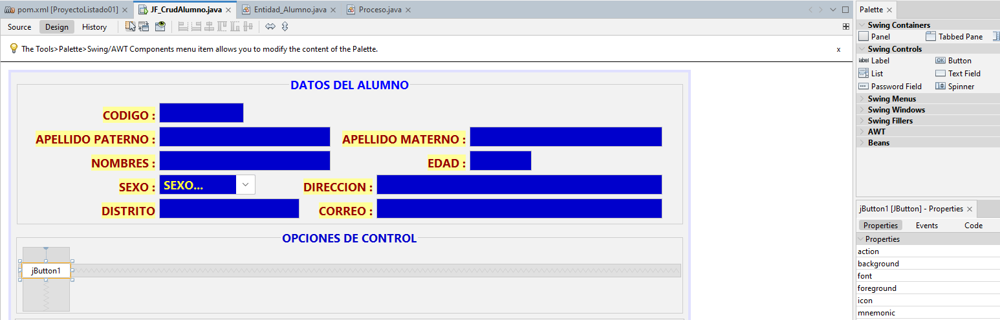 pom.xml [ProyectoListado01] JF_CrudAlumno.java Entidad_Alumno.java Proceso.java
Source Design History
The Tools>Palette>Swing/AWT Components menu item allows you to modify the content of the Palette. x
DATOS DEL ALUMNO
CODIGO :
APELLIDO PATERNO : APELLIDO MATERNO :
NOMBRES : EDAD :
SEXO : SEXO... DIRECCION :
DISTRITO CORREO :
OPCIONES DE CONTROL
jButton1
Palette
Swing Containers
Panel Tabbed Pane
Swing Controls
label Label OK Button
List Text Field
Password Field Spinner
Swing Menus
Swing Windows
Swing Fillers
AWT
Beans
jButton1 [JButton] - Properties
Properties Events Code
Properties
action
background
font
foreground
icon
mnemonic